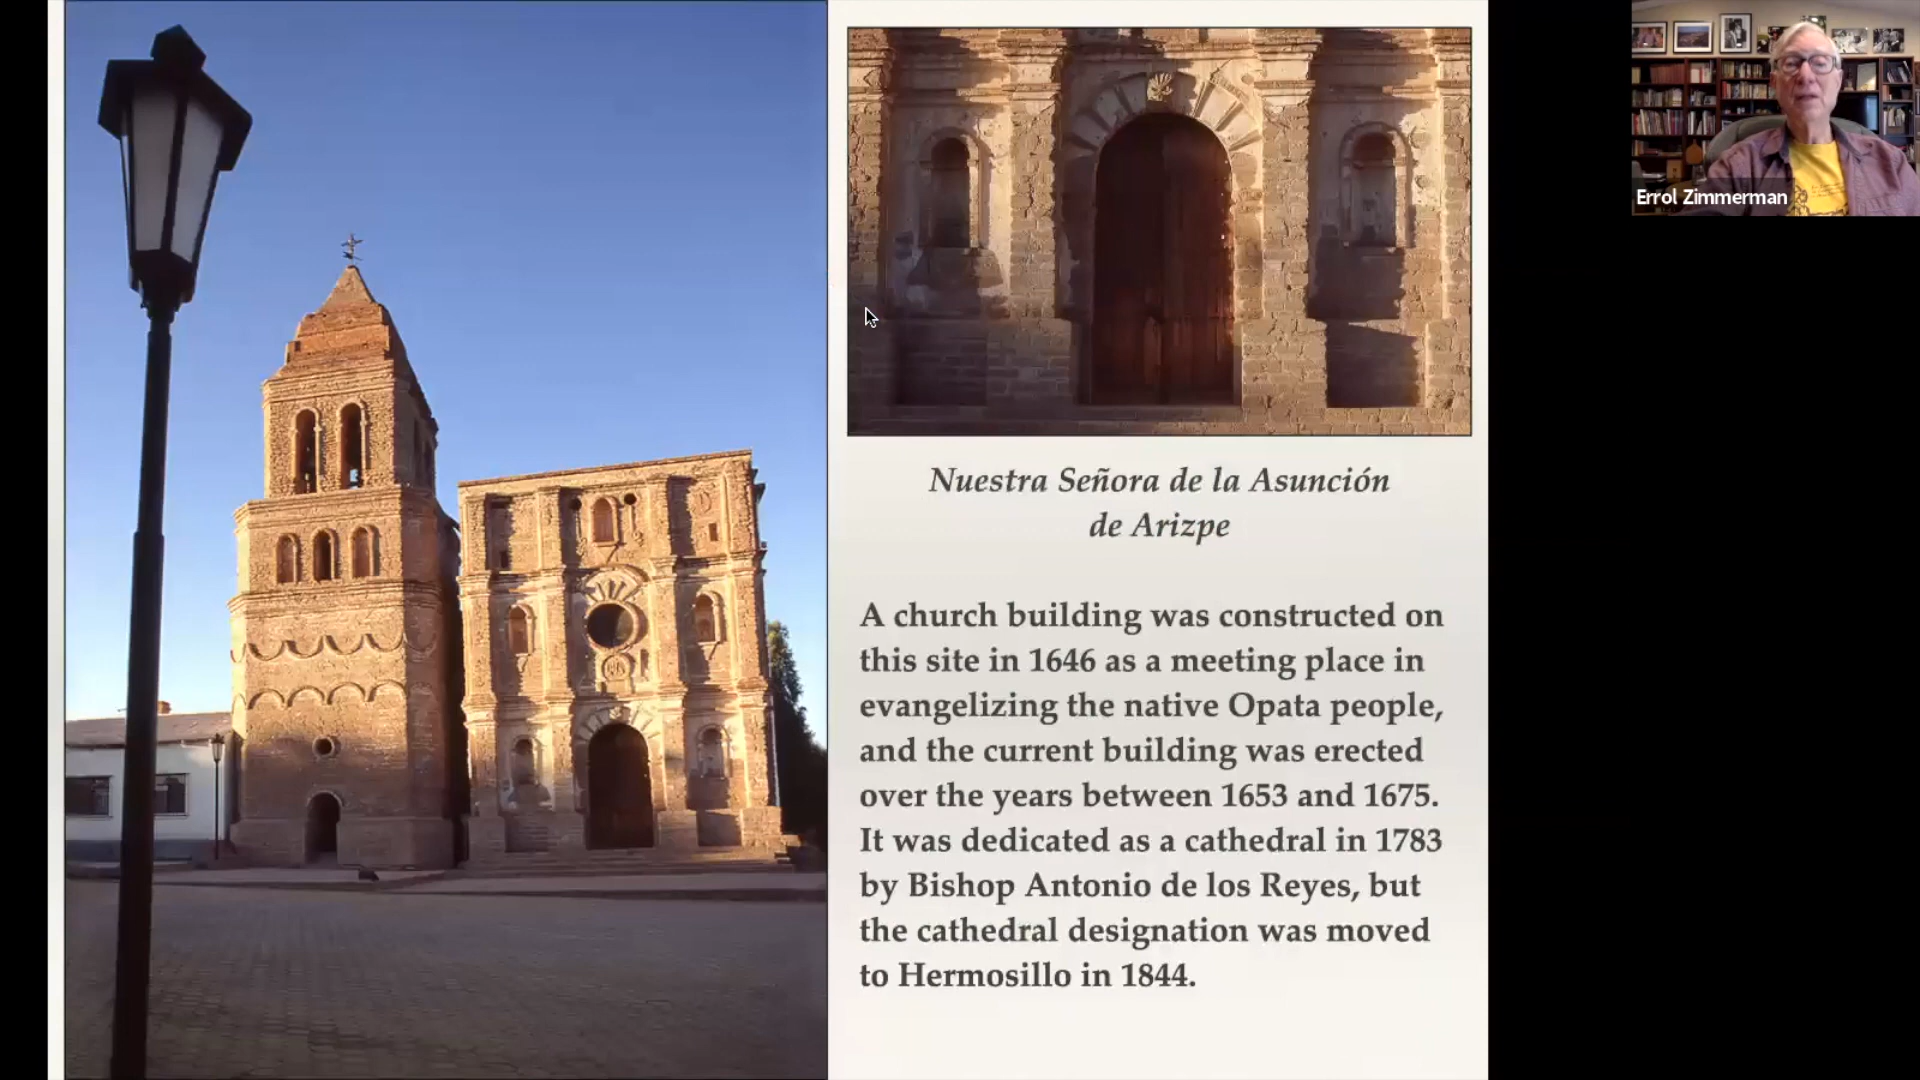 Errol Zimmerman
Nuestra Señora de la Asunción
de Arizpe
A church building was constructed on
this site in 1646 as a meeting place in
evangelizing the native Opata people,
and the current building was erected
over the years between 1653 and 1675.
It was dedicated as a cathedral in 1783
by Bishop Antonio de los Reyes, but
the cathedral designation was moved
to Hermosillo in 1844.